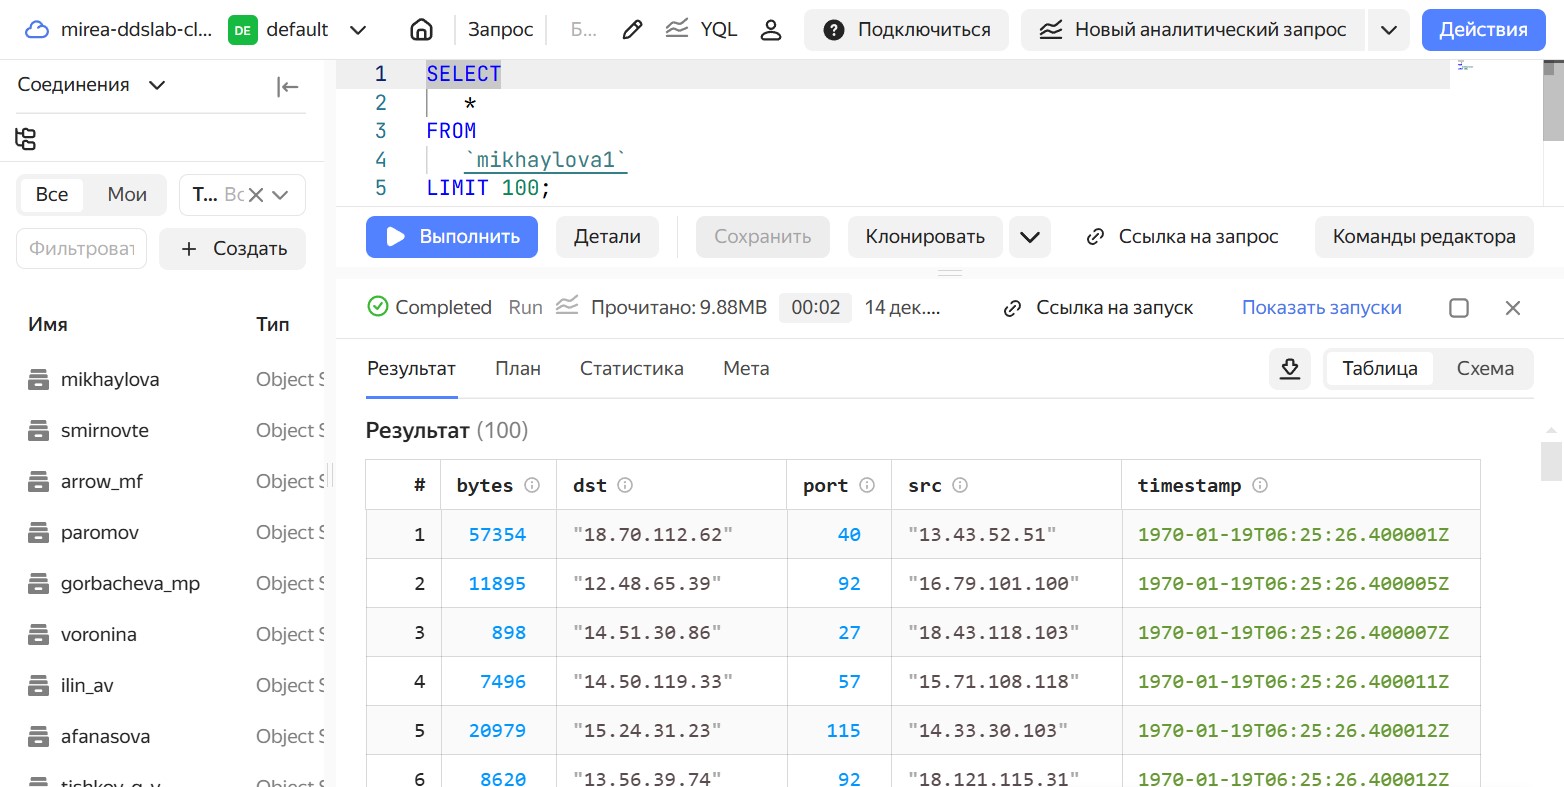 mirea-ddslab-cl... DE default Запрос Б... YQL Подключиться Новый аналитический запрос Действия
Соединения
Все Мои Т... Вс
Фильтроват + Создать
Имя Тип
mikhaylova Object S
smirnovte Object S
arrow_mf Object S
paromov Object S
gorbacheva_mp Object S
voronina Object S
ilin_av Object S
afanasova Object S
tishkov_g_v Object S
1 SELECT
2 *
3 FROM
4 `mikhaylova1`
5 LIMIT 100;
Выполнить Детали Сохранить Клонировать Ссылка на запрос Команды редактора
Completed Run Прочитано: 9.88MB 00:02 14 дек.... Ссылка на запуск Показать запуски
Результат План Статистика Мета Таблица Схема
Результат (100)
# bytes dst port src timestamp
1 57354 "18.70.112.62" 40 "13.43.52.51" 1970-01-19T06:25:26.400001Z
2 11895 "12.48.65.39" 92 "16.79.101.100" 1970-01-19T06:25:26.400005Z
3 898 "14.51.30.86" 27 "18.43.118.103" 1970-01-19T06:25:26.400007Z
4 7496 "14.50.119.33" 57 "15.71.108.118" 1970-01-19T06:25:26.400011Z
5 20979 "15.24.31.23" 115 "14.33.30.103" 1970-01-19T06:25:26.400012Z
6 8620 "13.56.39.74" 92 "18.121.115.31" 1970-01-19T06:25:26.400012Z